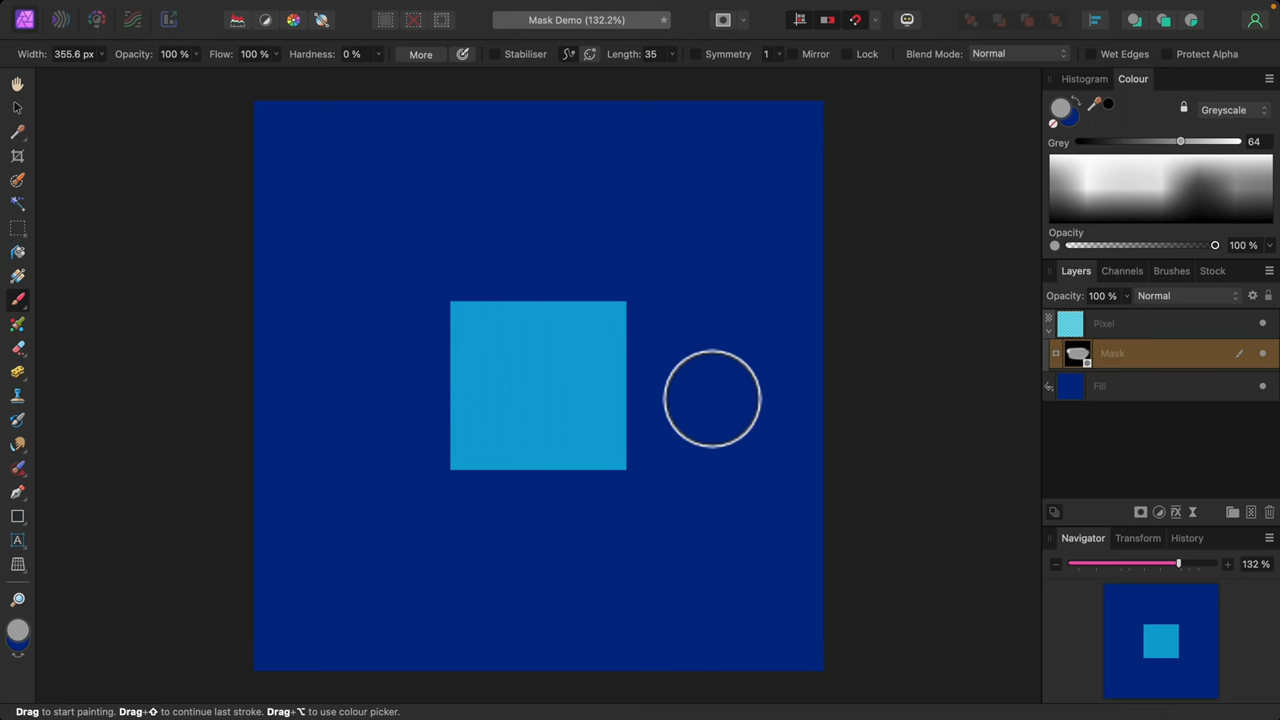 Mask Demo (132.2%)
Width: 355.6 px Opacity: 100 % Flow: 100 % Hardness: 0 % More Stabiliser Length: 35 Symmetry 1 Mirror Lock Blend Mode: Normal Wet Edges Protect Alpha
Histogram Colour
Greyscale
Grey 64
Opacity
100 %
Layers Channels Brushes Stock
Opacity: 100 % Normal
Pixel
Mask
Fill
Navigator Transform History
132 %
A
Drag to start painting. Drag+⇧ to continue last stroke. Drag+⌥ to use colour picker.